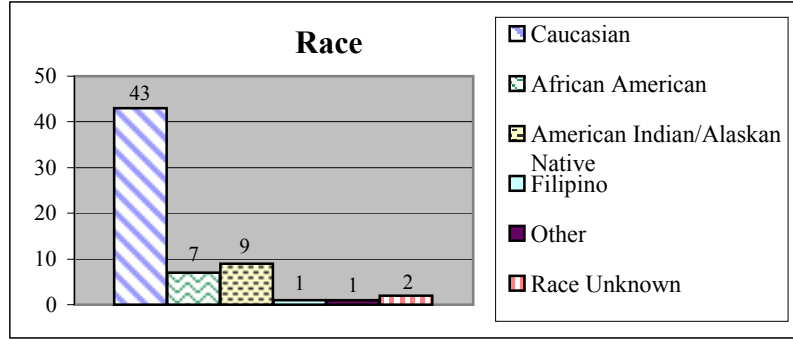 Race
50
40
30
20
10
0
43
7
9
1
1
2
Caucasian
African American
American Indian/Alaskan
Native
Filipino
Other
Race Unknown